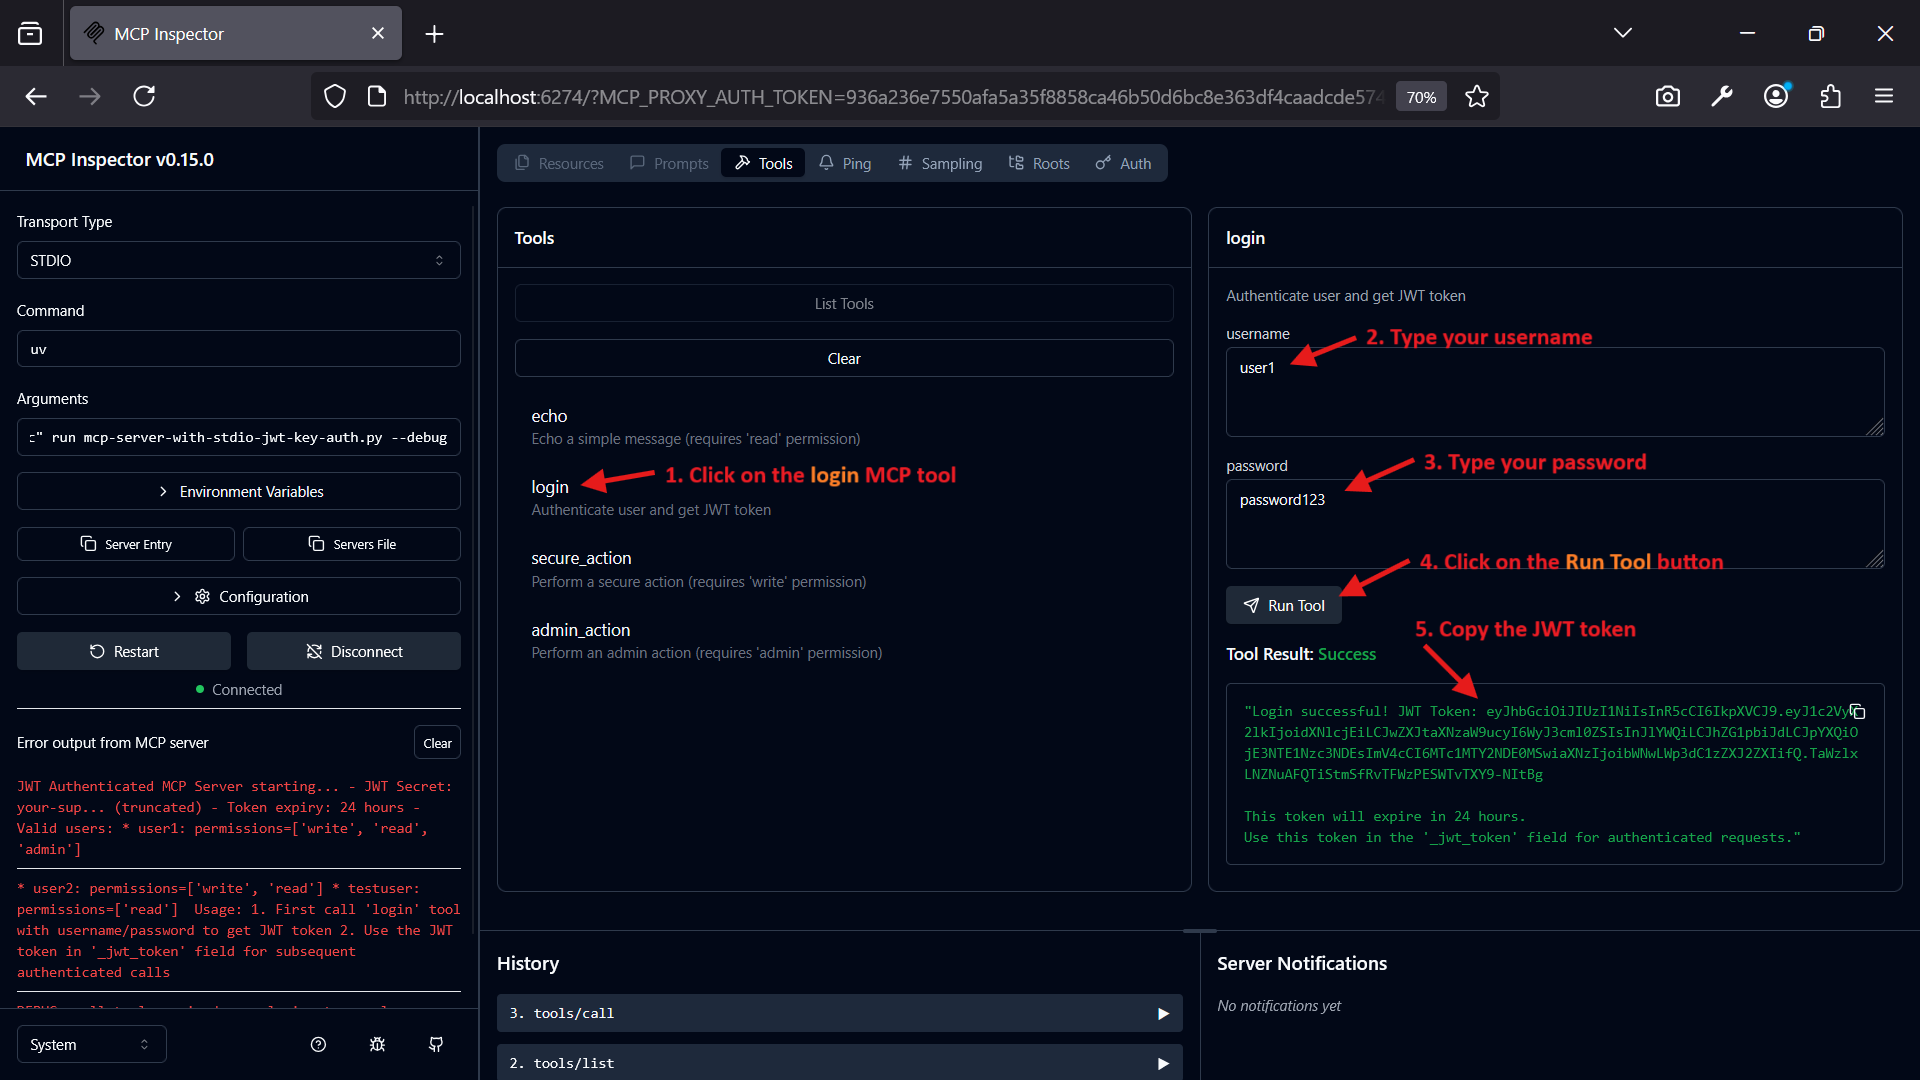 MCP Inspector
http://localhost:6274/?MCP_PROXY_AUTH_TOKEN=936a236e7550afa5a35f8858ca46b50d6bc8e363df4caadcde574
70%
MCP Inspector v0.15.0
Transport Type
STDIO
Command
uv
Arguments
" run mcp-server-with-stdio-jwt-key-auth.py --debug
Environment Variables
Server Entry
Servers File
Configuration
Restart
Disconnect
Connected
Error output from MCP server
Clear
JWT Authenticated MCP Server starting... - JWT Secret:
your-sup... (truncated) - Token expiry: 24 hours -
Valid users: * user1: permissions=['write', 'read',
'admin']
* user2: permissions=['write', 'read'] * testuser:
permissions=['read'] Usage: 1. First call 'login' tool
with username/password to get JWT token 2. Use the JWT
token in '_jwt_token' field for subsequent
authenticated calls
System
Resources
Prompts
Tools
Ping
Sampling
Roots
Auth
Tools
List Tools
Clear
echo
Echo a simple message (requires 'read' permission)
login
1. Click on the login MCP tool
Authenticate user and get JWT token
secure_action
Perform a secure action (requires 'write' permission)
admin_action
Perform an admin action (requires 'admin' permission)
login
Authenticate user and get JWT token
username
2. Type your username
user1
password
3. Type your password
password123
4. Click on the Run Tool button
Run Tool
5. Copy the JWT token
Tool Result: Success
"Login successful! JWT Token: eyJhbGciOiJIUzI1NiIsInR5cCI6IkpXVCJ9.eyJ1c2Vy
2lkIjoidXNlcjEiLCJwZXJtaXNzaW9ucyI6WyJ3cml0ZSIsInJlYWQiLCJhZG1pbiJdLCJpYXQiO
jE3NTE1Nzc3NDEsImV4cCI6MTc1MTY2NDE0MSwiaXNzIjoibWNwLWp3dC1zZXJ2ZXIifQ.TaWzlx
LNZNuAFQTiStmSfRvTFWzPESWTvTXY9-NItBg
This token will expire in 24 hours.
Use this token in the '_jwt_token' field for authenticated requests."
History
3. tools/call
2. tools/list
Server Notifications
No notifications yet